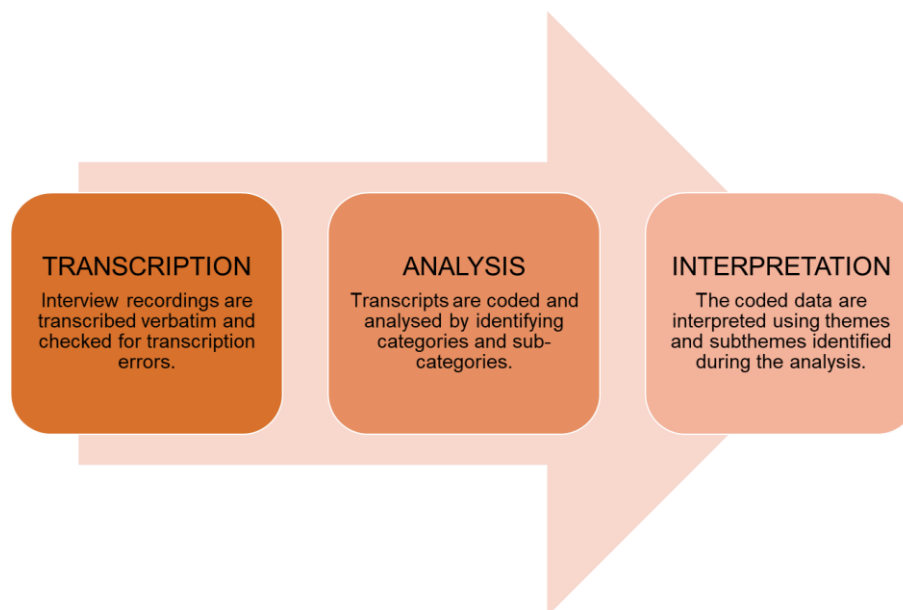 TRANSCRIPTION
Interview recordings are
transcribed verbatim and
checked for transcription
errors.
ANALYSIS
Transcripts are coded and
analysed by identifying
categories and sub-
categories.
INTERPRETATION
The coded data are
interpreted using themes
and subthemes identified
during the analysis.